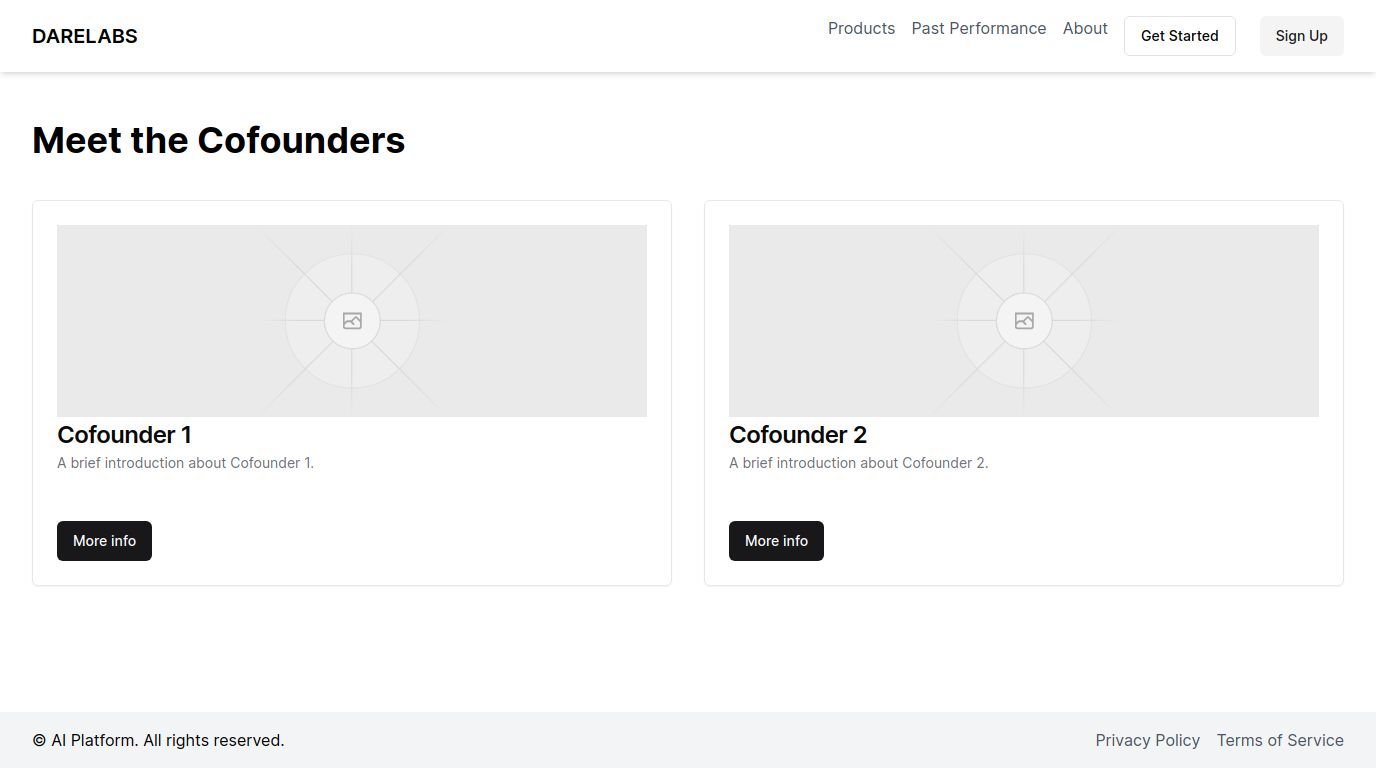 DARELABS
Products Past Performance About Get Started Sign Up
Meet the Cofounders
Cofounder 1
A brief introduction about Cofounder 1.
More info
Cofounder 2
A brief introduction about Cofounder 2.
More info
© AI Platform. All rights reserved.
Privacy Policy Terms of Service